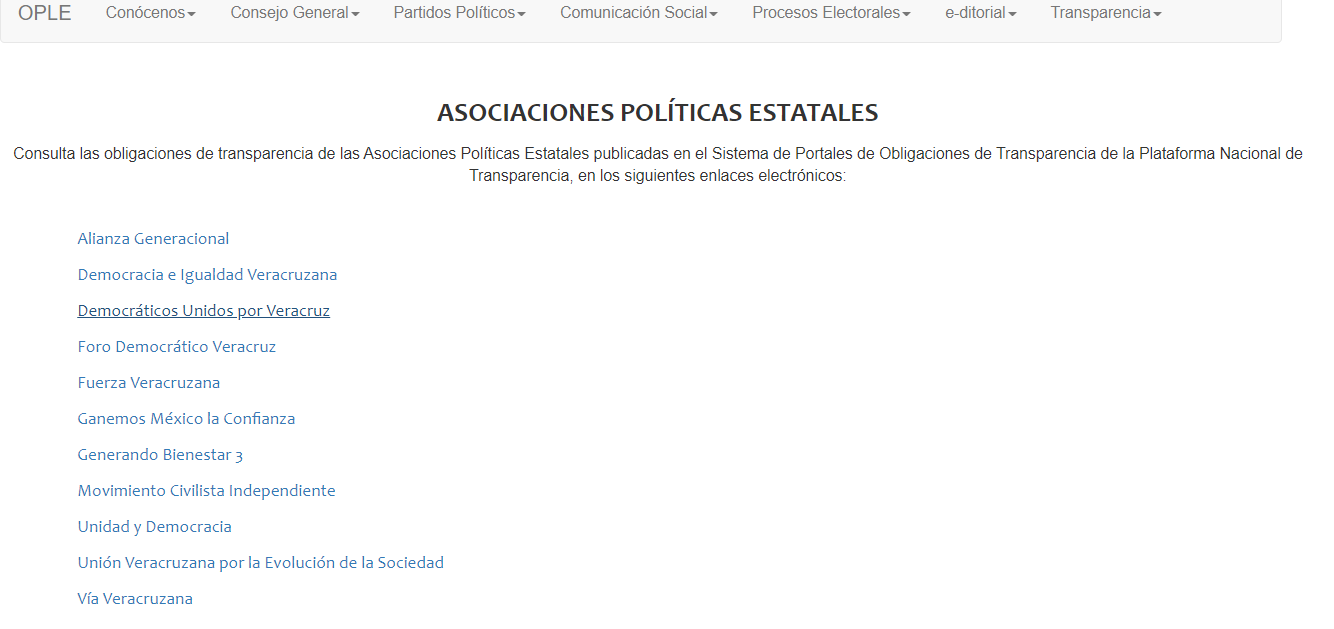 OPLE Conócenos Consejo General Partidos Políticos Comunicación Social Procesos Electorales e-ditorial Transparencia
ASOCIACIONES POLÍTICAS ESTATALES
Consulta las obligaciones de transparencia de las Asociaciones Políticas Estatales publicadas en el Sistema de Portales de Obligaciones de Transparencia de la Plataforma Nacional de
Transparencia, en los siguientes enlaces electrónicos:
Alianza Generacional
Democracia e Igualdad Veracruzana
Democráticos Unidos por Veracruz
Foro Democrático Veracruz
Fuerza Veracruzana
Ganemos México la Confianza
Generando Bienestar 3
Movimiento Civilista Independiente
Unidad y Democracia
Unión Veracruzana por la Evolución de la Sociedad
Vía Veracruzana